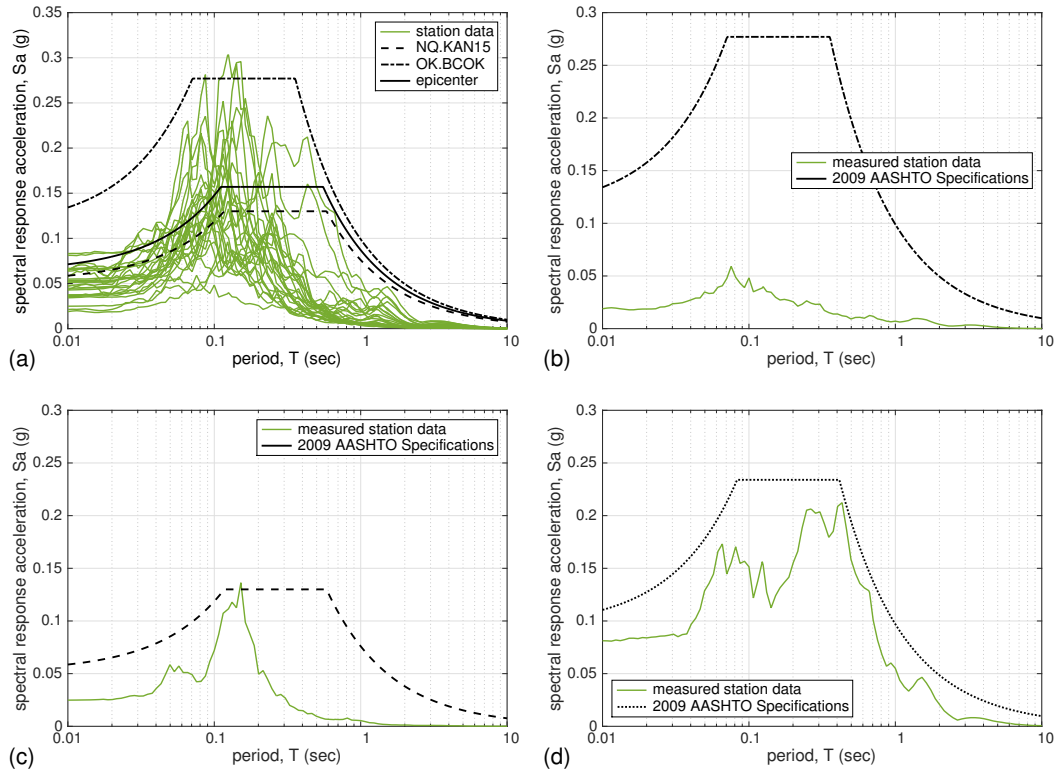 0.3
0.25
0.2
0.15
0.1
0.05
0
spectral response acceleration, Sa (g)
station data
NQ.KAN15
OK.BCOK
epicenter
0.01
0.1
1
10
period, T (sec)
(a)
0.3
0.25
0.2
0.15
0.1
0.05
0
spectral response acceleration, Sa (g)
measured station data
2009 AASHTO Specifications
0.01
0.1
1
10
period, T (sec)
(b)
0.3
0.25
0.2
0.15
0.1
0.05
0
spectral response acceleration, Sa (g)
measured station data
2009 AASHTO Specifications
0.01
0.1
1
10
period, T (sec)
(c)
0.3
0.25
0.2
0.15
0.1
0.05
0
spectral response acceleration, Sa (g)
measured station data
2009 AASHTO Specifications
0.01
0.1
1
10
period, T (sec)
(d)